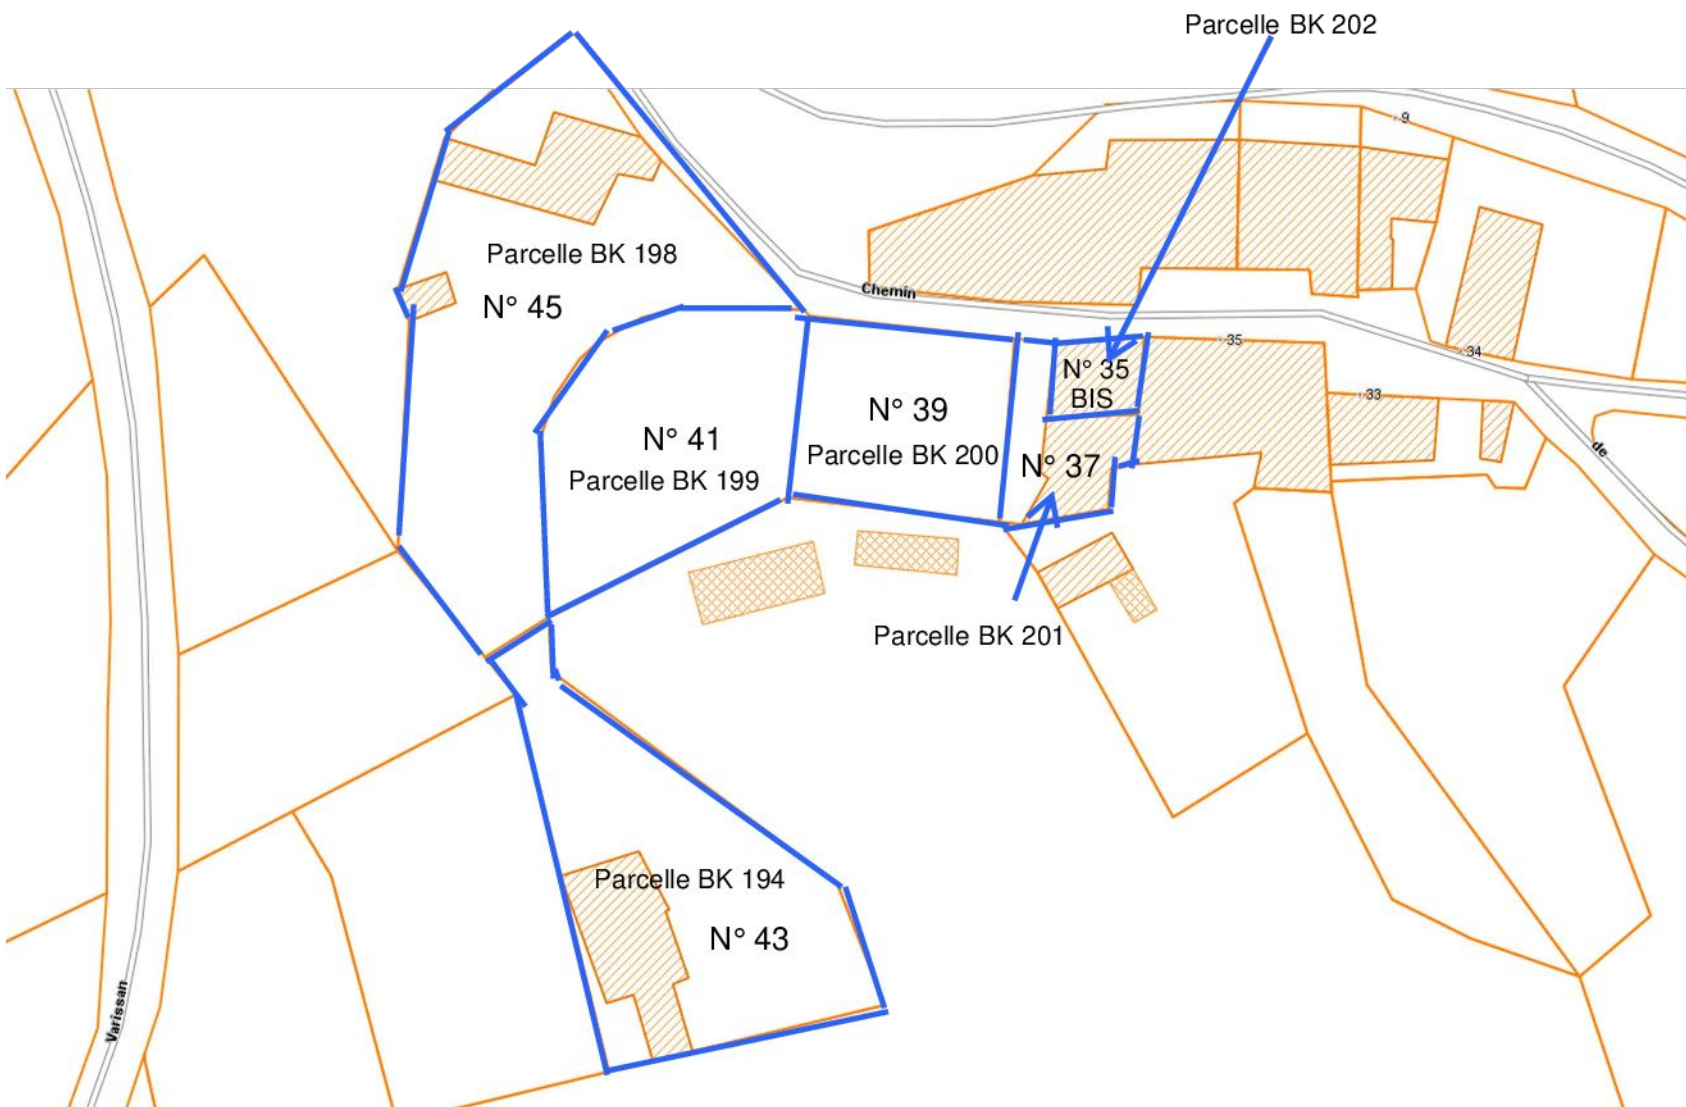 Parcelle BK 202
9
Parcelle BK 198
N° 45
Chemin
35
34
N° 35
BIS
33
N° 39
N° 41
Parcelle BK 200
Parcelle BK 199
N° 37
de
Parcelle BK 201
Parcelle BK 194
N° 43
Varissan